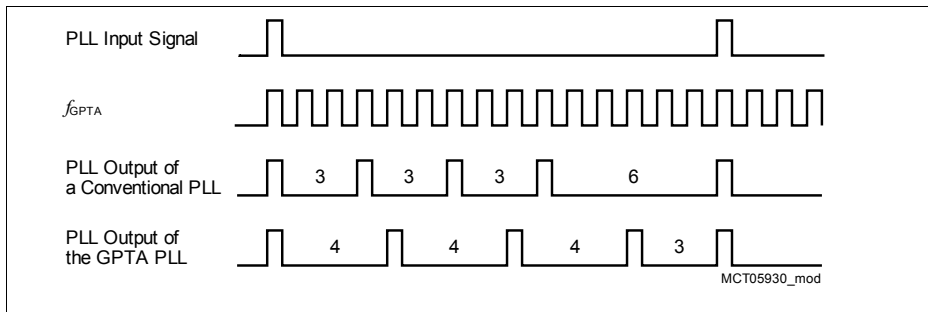 PLL Input Signal
fGPTA
PLL Output of
a Conventional PLL
3 3 3 6
PLL Output of
the GPTA PLL
4 4 4 3
MCT05930_mod